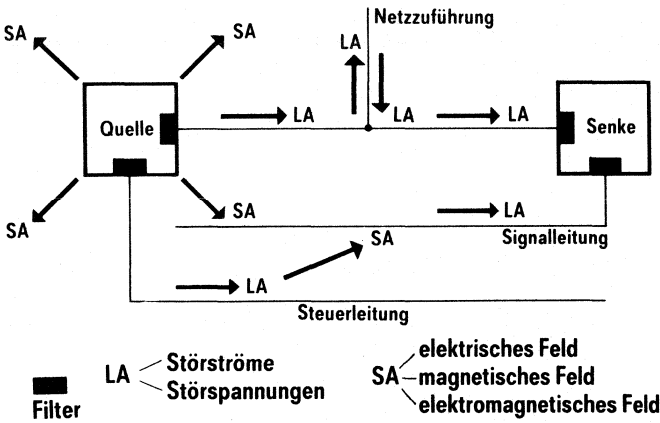 Netzzuführung
SA
SA
LA
Quelle
LA
LA
LA
Senke
SA
SA
LA
SA
Signalleitung
LA
Steuerleitung
LA
Störströme
Störspannungen
SA
elektrisches Feld
magnetisches Feld
elektromagnetisches Feld
Filter